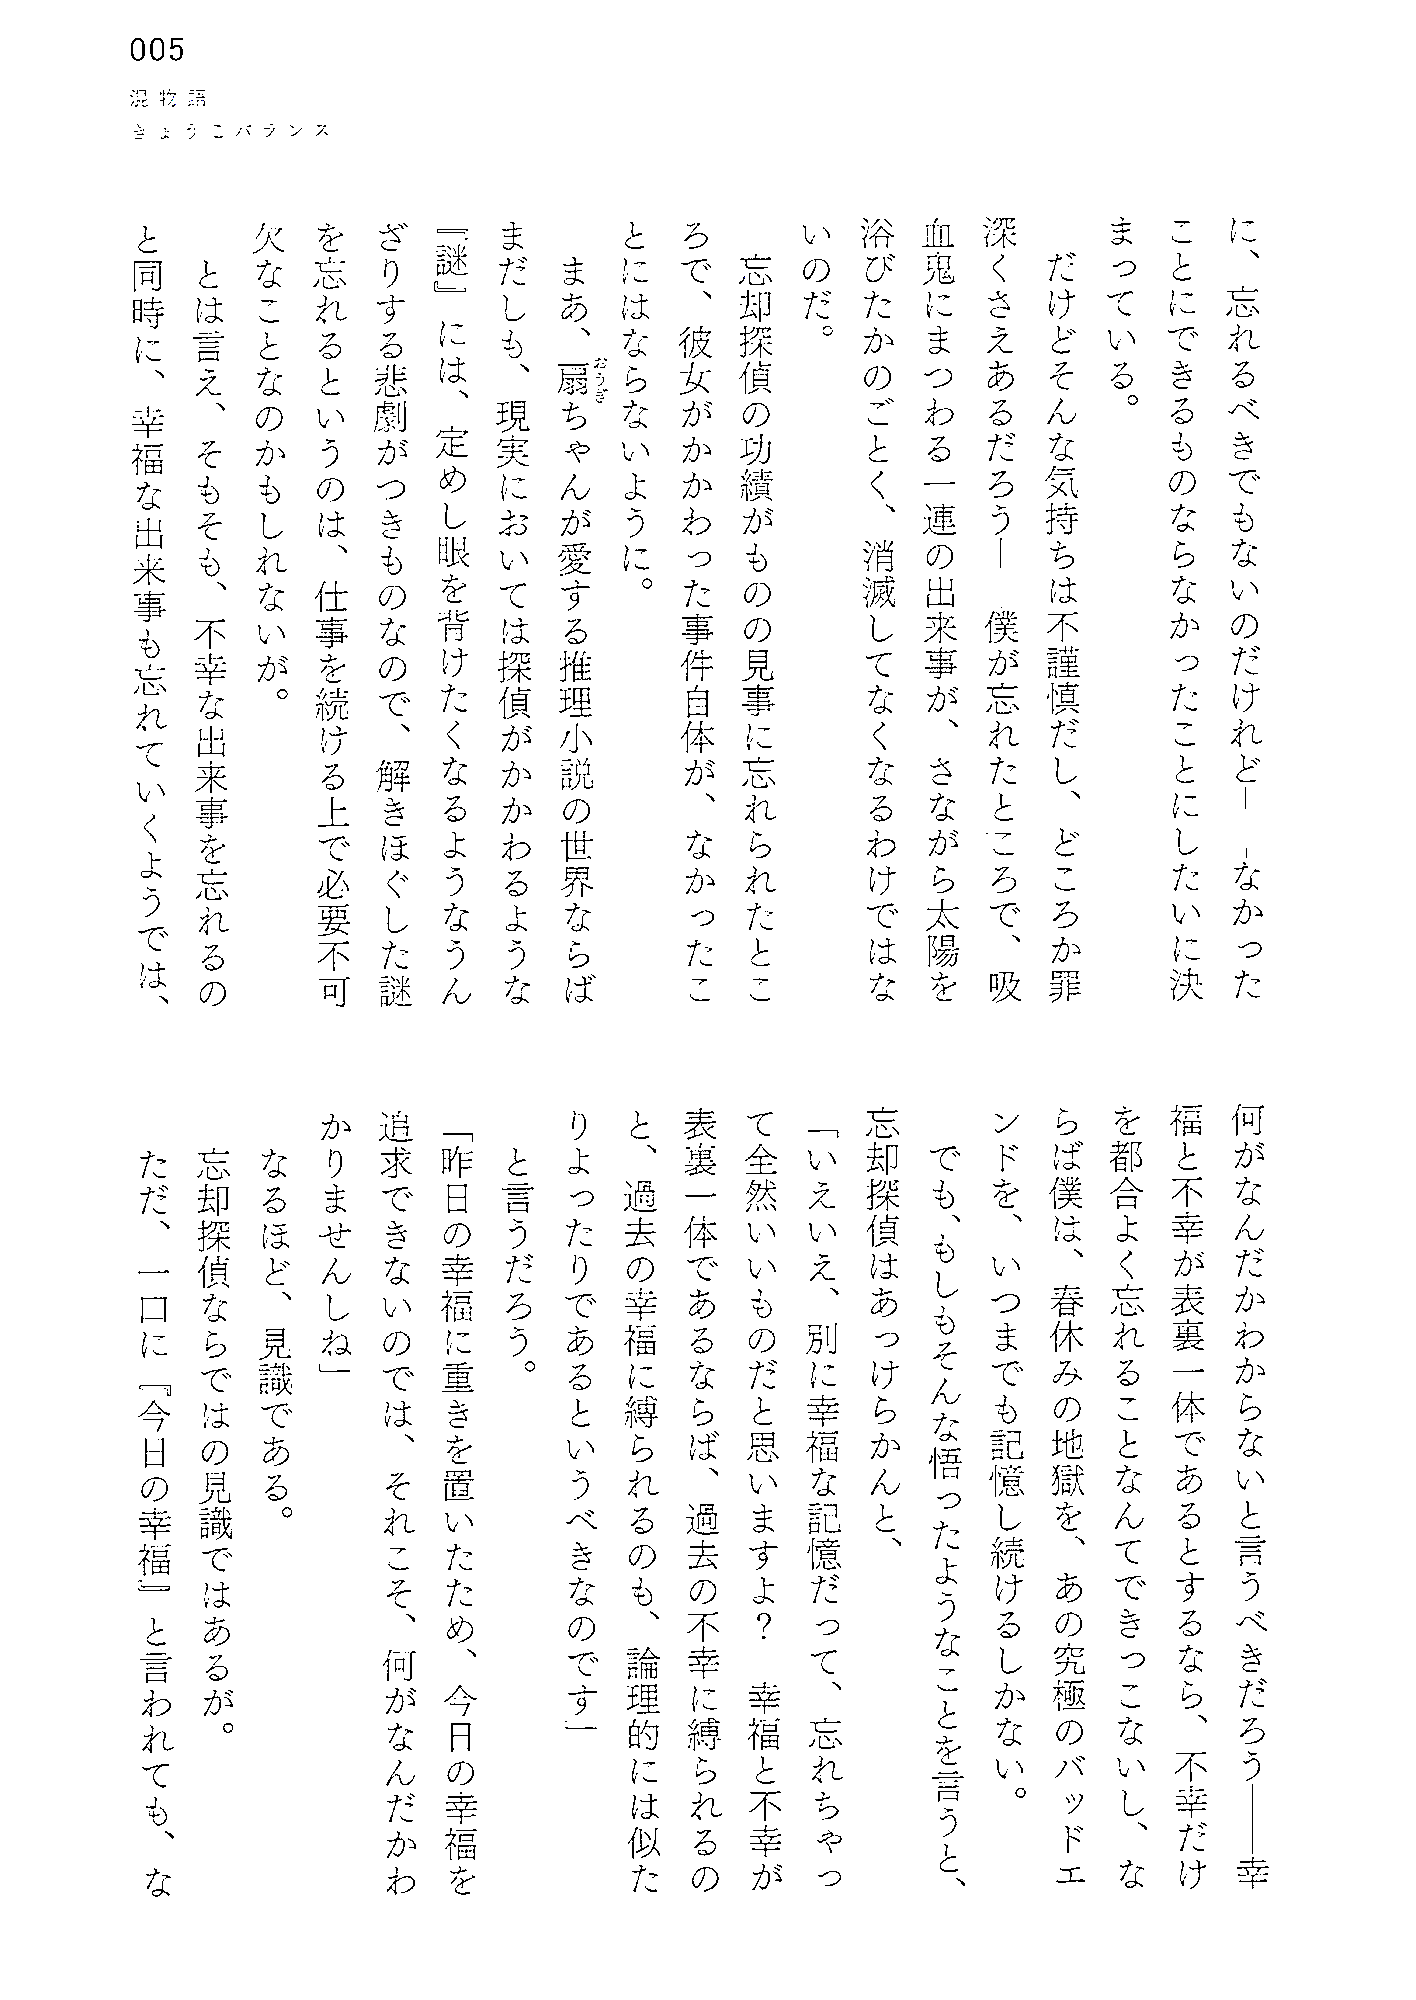 005
混物語
きょうこバランス
に、忘れるべきでもないのだけれど――なかった
ことにできるものならなかったことにしたいに決
まっている。
だけどそんな気持ちは不謹慎だし、どころか罪
深くさえあるだろう――僕が忘れたところで、吸
血鬼にまつわる一連の出来事が、さながら太陽を
浴びたかのごとく、消滅してなくなるわけではな
いのだ。
忘却探偵の功績がものの見事に忘れられたとこ
ろで、彼女がかかわった事件自体が、なかったこ
とにはならないように。
まあ、扇ちゃんが愛する推理小説の世界ならば
おうぎ
まだしも、現実においては探偵がかかわるような
『謎』には、定めし眼を背けたくなるようなうん
ざりする悲劇がつきものなので、解きほぐした謎
を忘れるというのは、仕事を続ける上で必要不可
欠なことなのかもしれないが。
とは言え、そもそも、不幸な出来事を忘れるの
と同時に、幸福な出来事も忘れていくようでは、
何がなんだかわからないと言うべきだろう――幸
福と不幸が表裏一体であるとするなら、不幸だけ
を都合よく忘れることなんてできっこないし、な
らば僕は、春休みの地獄を、あの究極のバッドエ
ンドを、いつまでも記憶し続けるしかない。
でも、もしもそんな悟ったようなことを言うと、
忘却探偵はあっけらかんと、
「いえいえ、別に幸福な記憶だって、忘れちゃっ
て全然いいものだと思いますよ？　幸福と不幸が
表裏一体であるならば、過去の不幸に縛られるの
と、過去の幸福に縛られるのも、論理的には似た
りよったりであるというべきなのです」
と言うだろう。
「昨日の幸福に重きを置いたため、今日の幸福を
追求できないのでは、それこそ、何がなんだかわ
かりませんしね」
なるほど、見識である。
忘却探偵ならではの見識ではあるが。
ただ、一口に『今日の幸福』と言われても、な